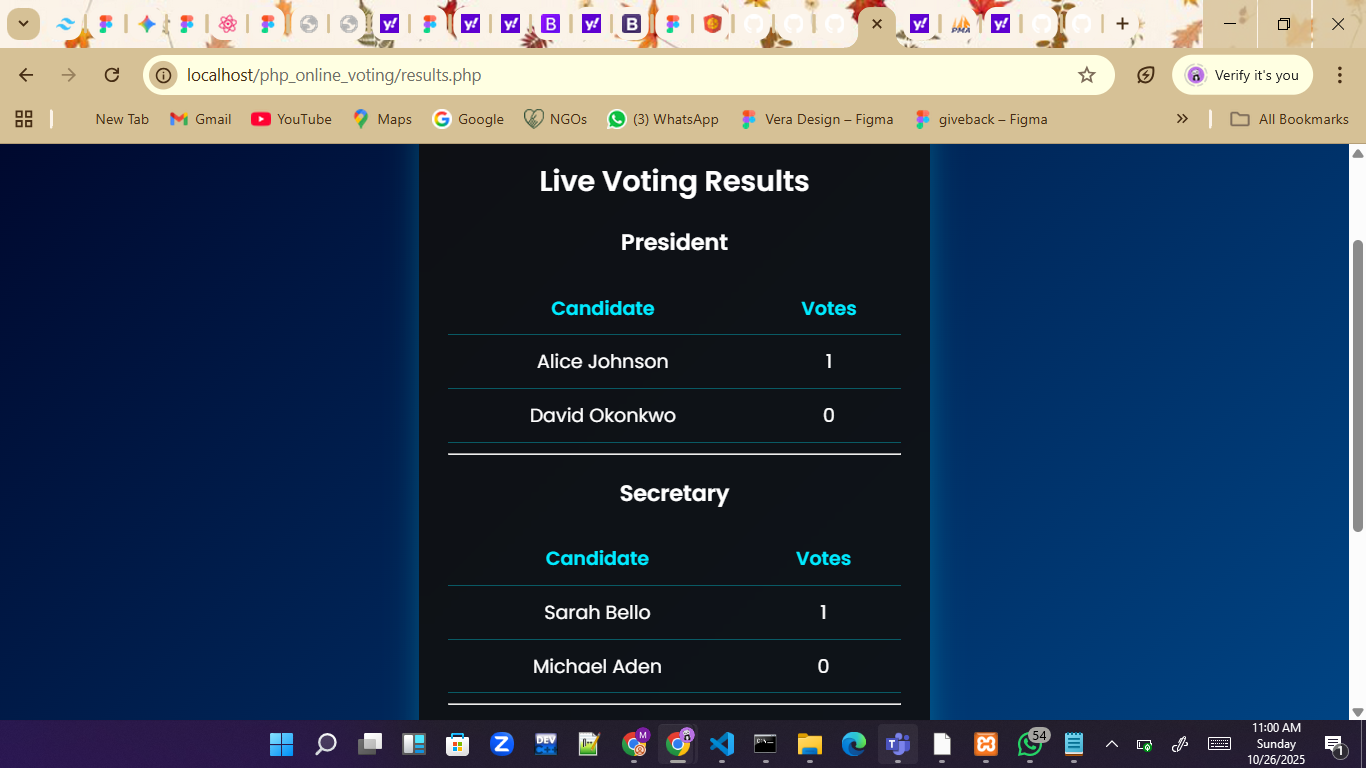 localhost/php_online_voting/results.php
Verify it's you
New Tab
Gmail
YouTube
Maps
Google
NGOs
(3) WhatsApp
Vera Design – Figma
giveback – Figma
All Bookmarks
Live Voting Results
President
Candidate Votes
Alice Johnson 1
David Okonkwo 0
Secretary
Candidate Votes
Sarah Bello 1
Michael Aden 0
DEV
M
54
11:00 AM
Sunday
10/26/2025
1